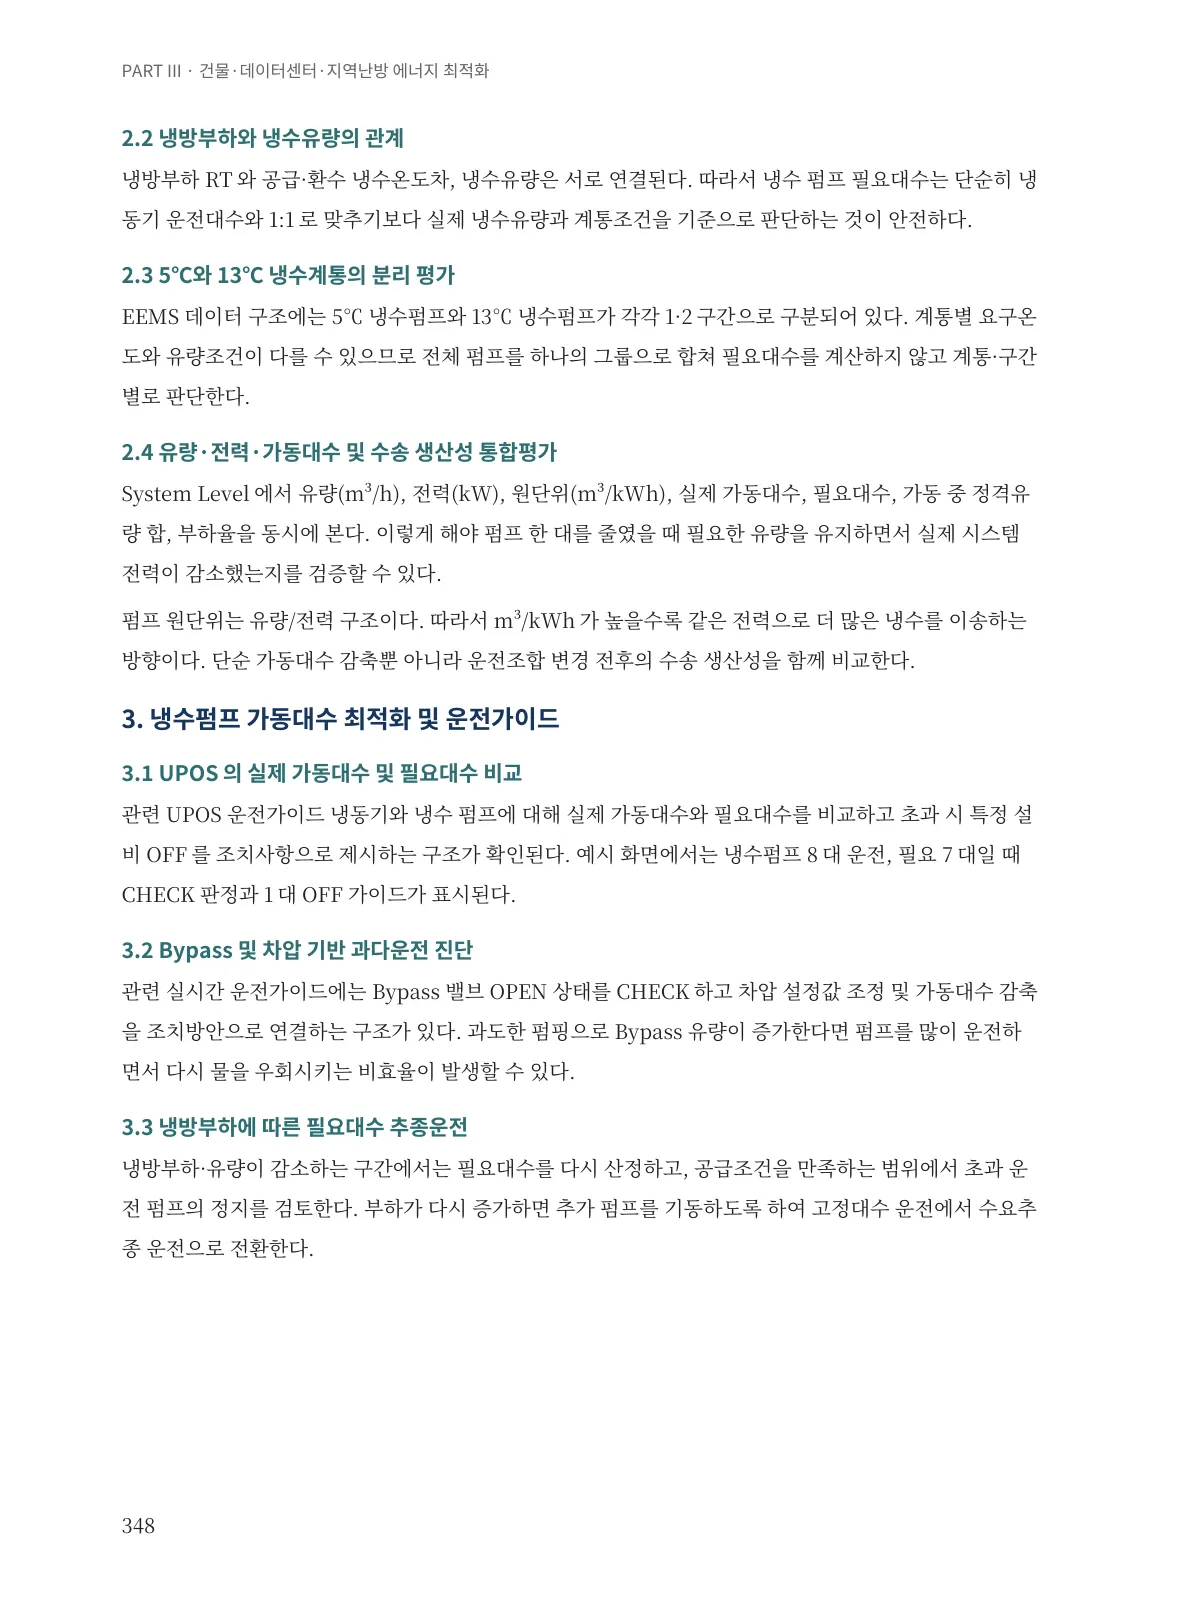 PART III · 건물·데이터센터·지역난방 에너지 최적화
2.2 냉방부하와 냉수유량의 관계
냉방부하 RT 와 공급·환수 냉수온도차, 냉수유량은 서로 연결된다. 따라서 냉수 펌프 필요대수는 단순히 냉
동기 운전대수와 1:1 로 맞추기보다 실제 냉수유량과 계통조건을 기준으로 판단하는 것이 안전하다.
2.3 5℃와 13℃ 냉수계통의 분리 평가
EEMS 데이터 구조에는 5℃ 냉수펌프와 13℃ 냉수펌프가 각각 1·2 구간으로 구분되어 있다. 계통별 요구온
도와 유량조건이 다를 수 있으므로 전체 펌프를 하나의 그룹으로 합쳐 필요대수를 계산하지 않고 계통·구간
별로 판단한다.
2.4 유량·전력·가동대수 및 수송 생산성 통합평가
System Level 에서 유량(m³/h), 전력(kW), 원단위(m³/kWh), 실제 가동대수, 필요대수, 가동 중 정격유
량 합, 부하율을 동시에 본다. 이렇게 해야 펌프 한 대를 줄였을 때 필요한 유량을 유지하면서 실제 시스템
전력이 감소했는지를 검증할 수 있다.
펌프 원단위는 유량/전력 구조이다. 따라서 m³/kWh 가 높을수록 같은 전력으로 더 많은 냉수를 이송하는
방향이다. 단순 가동대수 감축뿐 아니라 운전조합 변경 전후의 수송 생산성을 함께 비교한다.
3. 냉수펌프 가동대수 최적화 및 운전가이드
3.1 UPOS 의 실제 가동대수 및 필요대수 비교
관련 UPOS 운전가이드 냉동기와 냉수 펌프에 대해 실제 가동대수와 필요대수를 비교하고 초과 시 특정 설
비 OFF 를 조치사항으로 제시하는 구조가 확인된다. 예시 화면에서는 냉수펌프 8 대 운전, 필요 7 대일 때
CHECK 판정과 1 대 OFF 가이드가 표시된다.
3.2 Bypass 및 차압 기반 과다운전 진단
관련 실시간 운전가이드에는 Bypass 밸브 OPEN 상태를 CHECK 하고 차압 설정값 조정 및 가동대수 감축
을 조치방안으로 연결하는 구조가 있다. 과도한 펌핑으로 Bypass 유량이 증가한다면 펌프를 많이 운전하
면서 다시 물을 우회시키는 비효율이 발생할 수 있다.
3.3 냉방부하에 따른 필요대수 추종운전
냉방부하·유량이 감소하는 구간에서는 필요대수를 다시 산정하고, 공급조건을 만족하는 범위에서 초과 운
전 펌프의 정지를 검토한다. 부하가 다시 증가하면 추가 펌프를 기동하도록 하여 고정대수 운전에서 수요추
종 운전으로 전환한다.
348